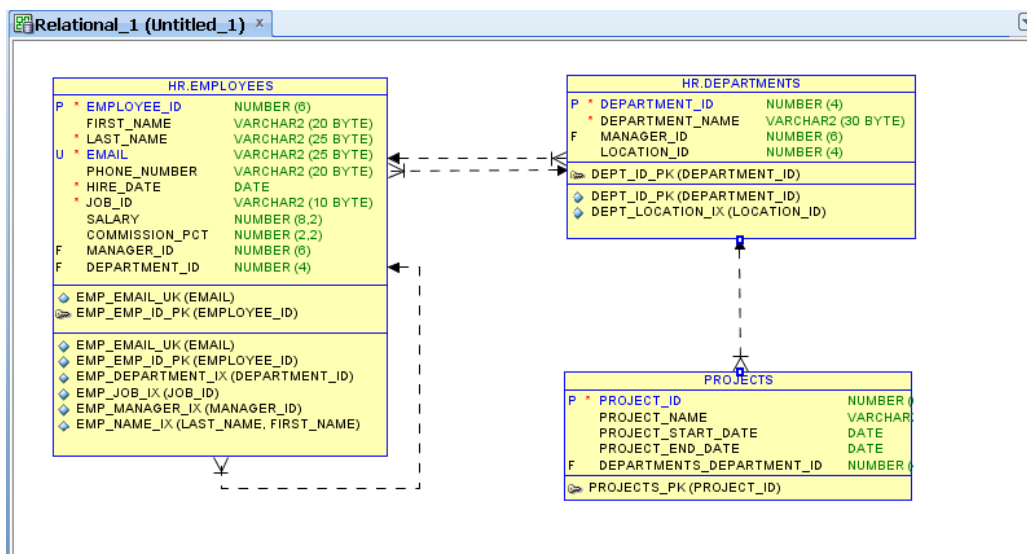 Relational_1 (Untitled_1) x
HR.EMPLOYEES
P * EMPLOYEE_ID NUMBER (6)
FIRST_NAME VARCHAR2 (20 BYTE)
* LAST_NAME VARCHAR2 (25 BYTE)
U * EMAIL VARCHAR2 (25 BYTE)
PHONE_NUMBER VARCHAR2 (20 BYTE)
* HIRE_DATE DATE
* JOB_ID VARCHAR2 (10 BYTE)
SALARY NUMBER (8,2)
COMMISSION_PCT NUMBER (2,2)
F MANAGER_ID NUMBER (6)
F DEPARTMENT_ID NUMBER (4)
EMP_EMAIL_UK (EMAIL)
EMP_EMP_ID_PK (EMPLOYEE_ID)
EMP_EMAIL_UK (EMAIL)
EMP_EMP_ID_PK (EMPLOYEE_ID)
EMP_DEPARTMENT_IX (DEPARTMENT_ID)
EMP_JOB_IX (JOB_ID)
EMP_MANAGER_IX (MANAGER_ID)
EMP_NAME_IX (LAST_NAME, FIRST_NAME)
HR.DEPARTMENTS
P * DEPARTMENT_ID NUMBER (4)
* DEPARTMENT_NAME VARCHAR2 (30 BYTE)
F MANAGER_ID NUMBER (6)
LOCATION_ID NUMBER (4)
DEPT_ID_PK (DEPARTMENT_ID)
DEPT_ID_PK (DEPARTMENT_ID)
DEPT_LOCATION_IX (LOCATION_ID)
PROJECTS
P * PROJECT_ID NUMBER (
PROJECT_NAME VARCHAR
PROJECT_START_DATE DATE
PROJECT_END_DATE DATE
F DEPARTMENTS_DEPARTMENT_ID NUMBER (
PROJECTS_PK (PROJECT_ID)